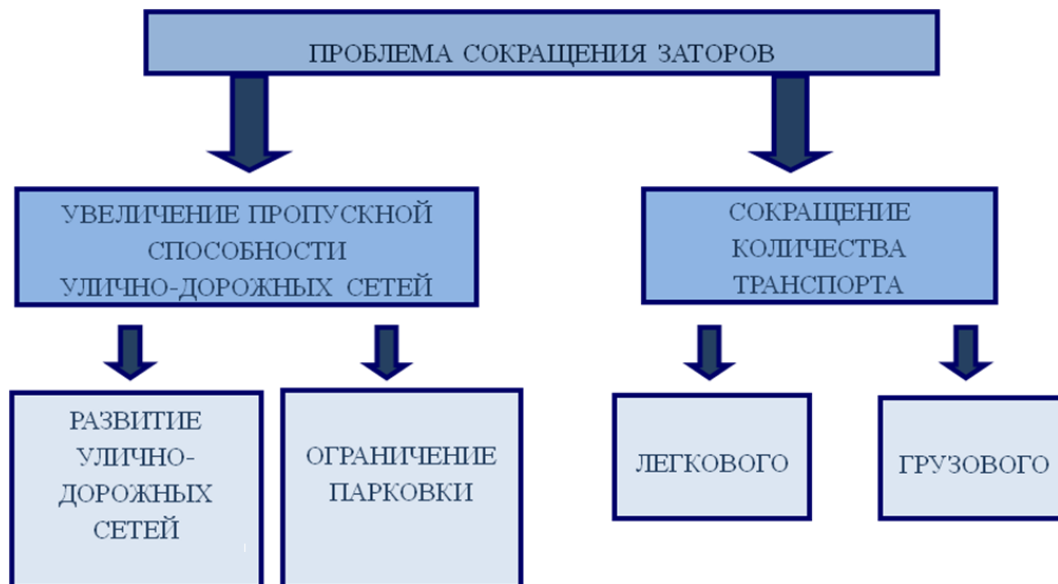 ПРОБЛЕМА СОКРАЩЕНИЯ ЗАТОРОВ
УВЕЛИЧЕНИЕ ПРОПУСКНОЙ
СПОСОБНОСТИ
УЛИЧНО-ДОРОЖНЫХ СЕТЕЙ
СОКРАЩЕНИЕ
КОЛИЧЕСТВА
ТРАНСПОРТА
РАЗВИТИЕ
УЛИЧНО-
ДОРОЖНЫХ
СЕТЕЙ
ОГРАНИЧЕНИЕ
ПАРКОВКИ
ЛЕГКОВОГО
ГРУЗОВОГО